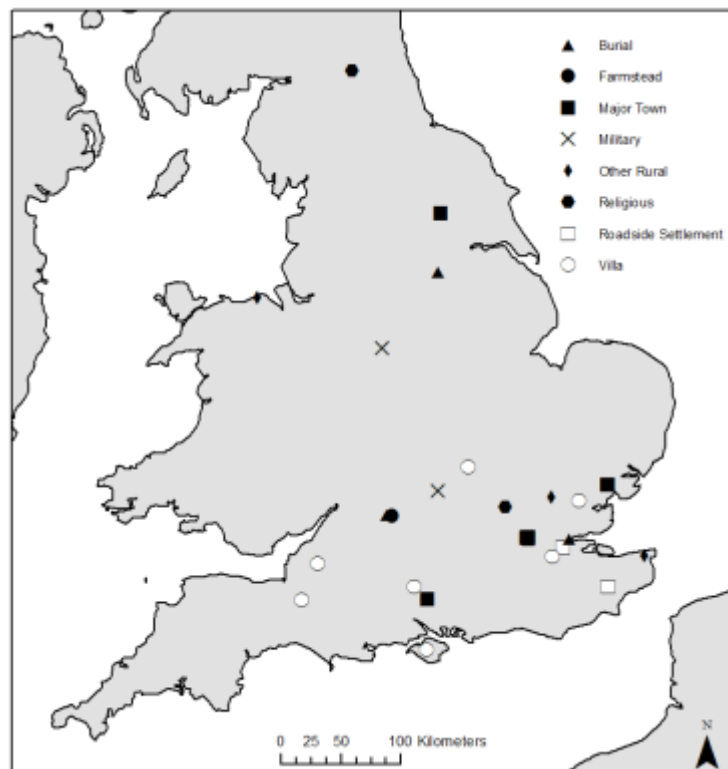 Burial
Farmstead
Major Town
Military
Other Rural
Religious
Roadside Settlement
Villa
N
0 25 50 100 Kilometers